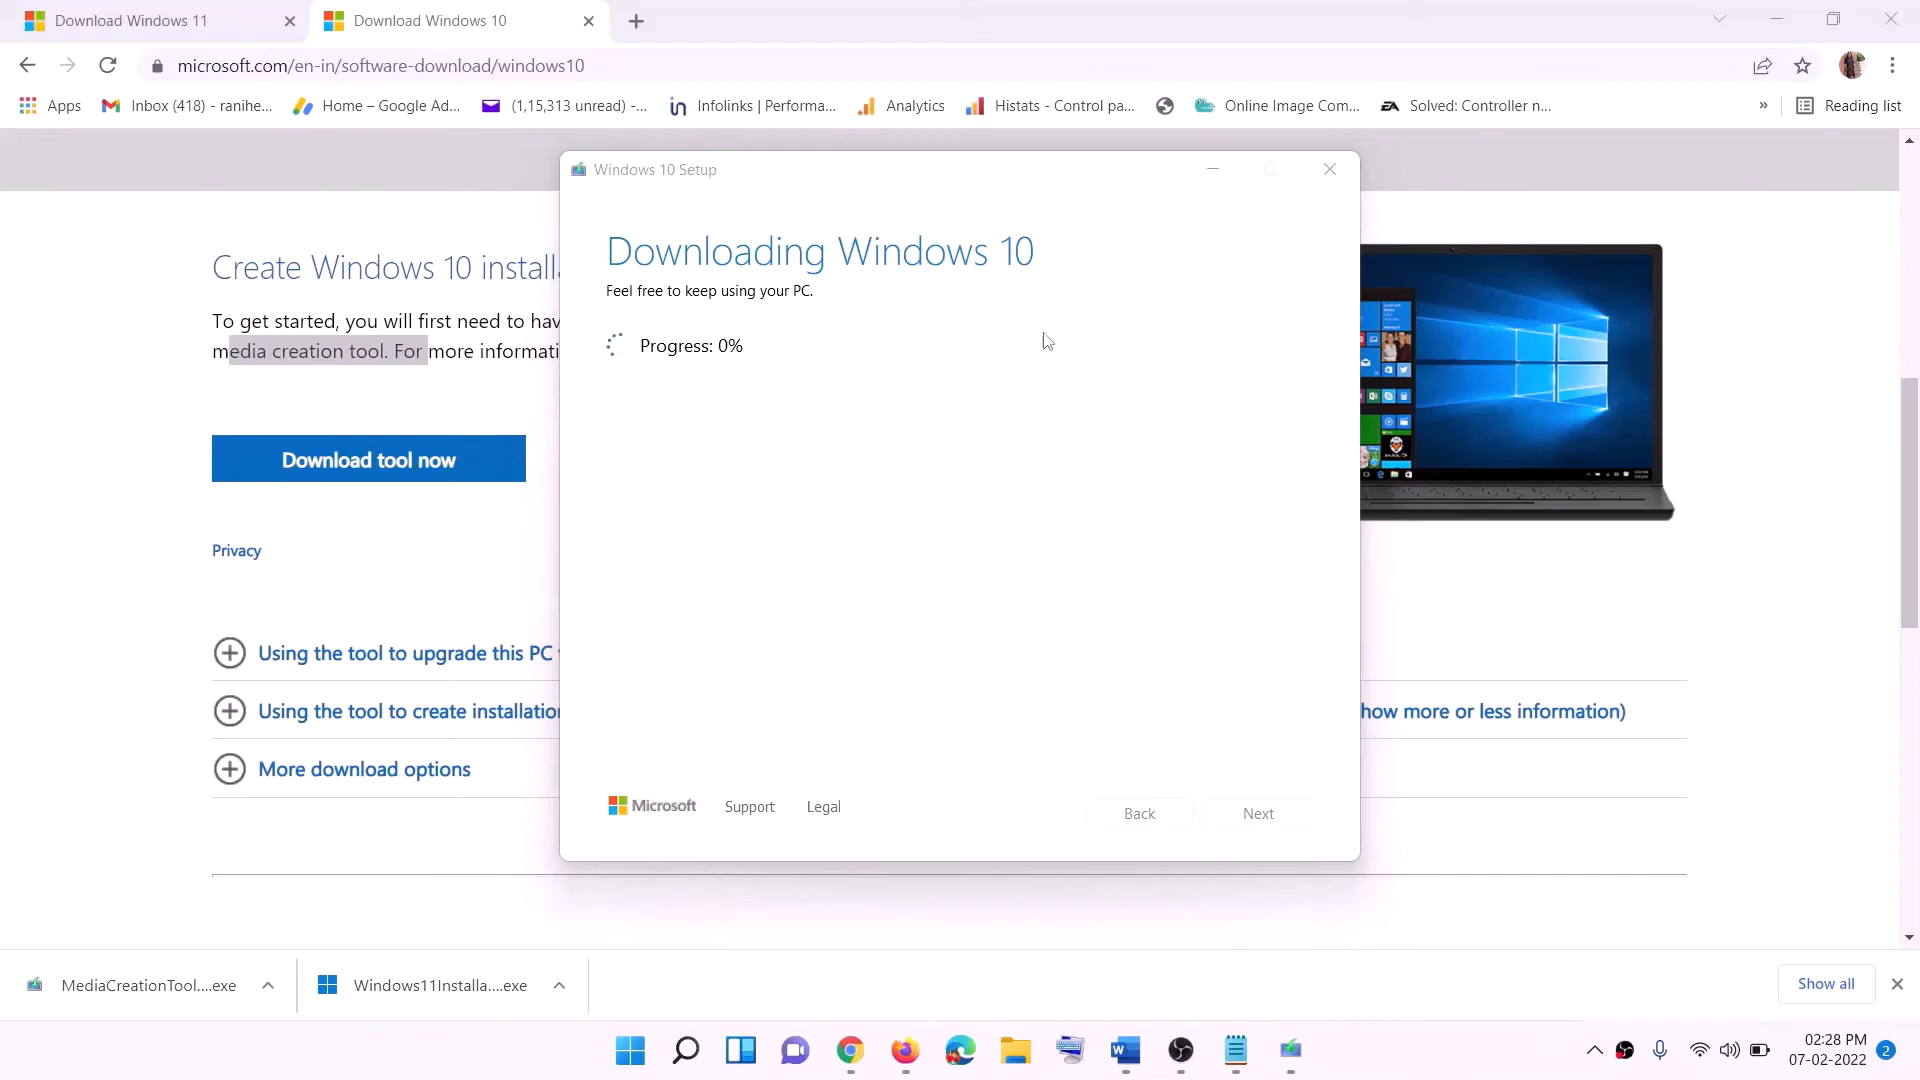 Download Windows 11
Download Windows 10
microsoft.com/en-in/software-download/windows10
Apps
Inbox (418) - ranihe...
Home – Google Ad...
(1,15,313 unread) -...
Infolinks | Performa...
Analytics
Histats - Control pa...
Online Image Com...
Solved: Controller n...
»
Reading list
Windows 10 Setup
Downloading Windows 10
Feel free to keep using your PC.
Progress: 0%
Create Windows 10 install
To get started, you will first need to hav
media creation tool. For more informati
Download tool now
Privacy
Using the tool to upgrade this PC
Using the tool to create installation
how more or less information)
More download options
Microsoft
Support
Legal
Back
Next
MediaCreationTool....exe
Windows11Installa....exe
Show all
02:28 PM
07-02-2022
2